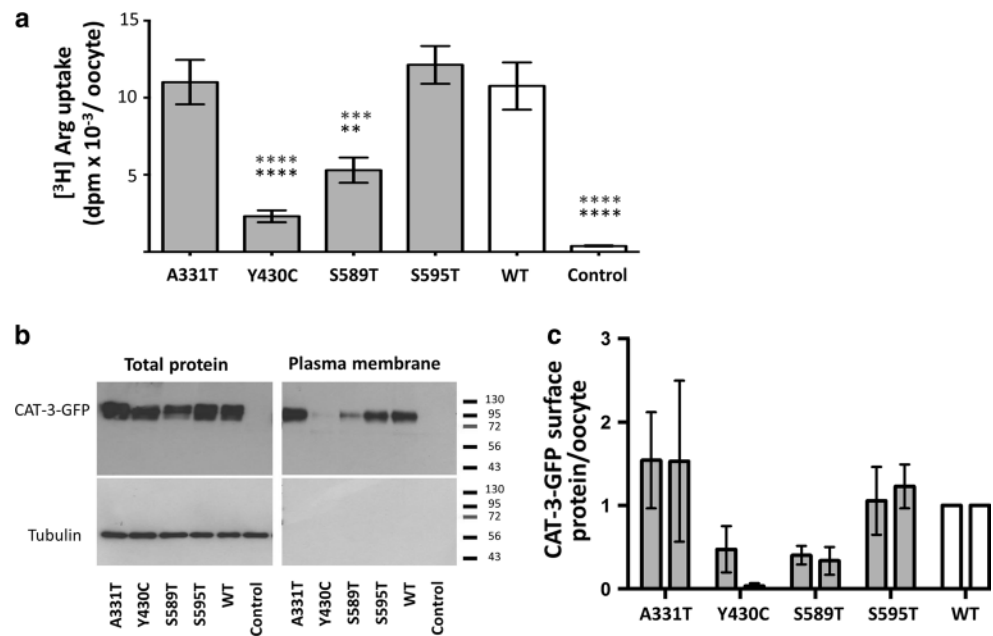 a
[³H] Arg uptake
(dpm x 10⁻³/ oocyte)
15
10
5
****
****
***
**
****
****
A331T Y430C S589T S595T WT Control
b
Total protein Plasma membrane
CAT-3-GFP
130
95
72
56
43
Tubulin
130
95
72
56
43
A331T Y430C S589T S595T WT Control A331T Y430C S589T S595T WT Control
c
CAT-3-GFP surface
protein/oocyte
3
2
1
0
A331T Y430C S589T S595T WT